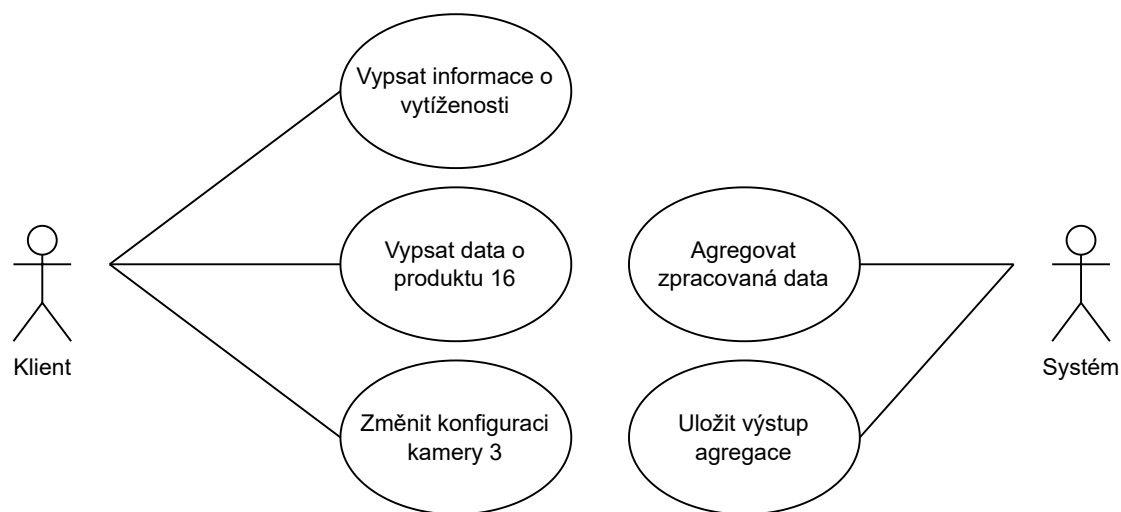 Vypsat informace o
vytíženosti
Vypsat data o
produktu 16
Agregovat
zpracovaná data
Klient
Systém
Změnit konfiguraci
kamery 3
Uložit výstup
agregace